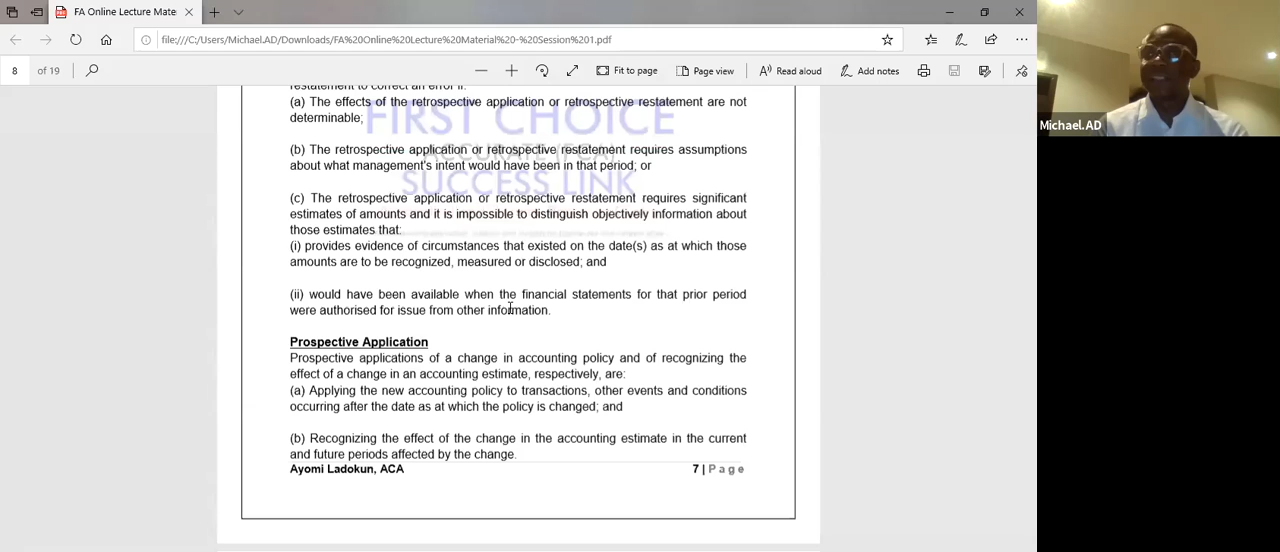 FA Online Lecture Mate
file:///C:/Users/Michael.AD/Downloads/FA%20Online%20Lecture%20Material%20-%20Session%201.pdf
8 of 19
Fit to page
Page view
Read aloud
Add notes
Michael.AD
restatement to correct an error if:
(a) The effects of the retrospective application or retrospective restatement are not
determinable;
FIRST CHOICE
(b) The retrospective application or retrospective restatement requires assumptions
ACCURATE (FCA)
about what management's intent would have been in that period; or
SUCCESS LINK
(c) The retrospective application or retrospective restatement requires significant
estimates of amounts and it is impossible to distinguish objectively information about
those estimates that:
(i) provides evidence of circumstances that existed on the date(s) as at which those
amounts are to be recognized, measured or disclosed; and
(ii) would have been available when the financial statements for that prior period
were authorised for issue from other information.
Prospective Application
Prospective applications of a change in accounting policy and of recognizing the
effect of a change in an accounting estimate, respectively, are:
(a) Applying the new accounting policy to transactions, other events and conditions
occurring after the date as at which the policy is changed; and
(b) Recognizing the effect of the change in the accounting estimate in the current
and future periods affected by the change.
Ayomi Ladokun, ACA
7 | Page